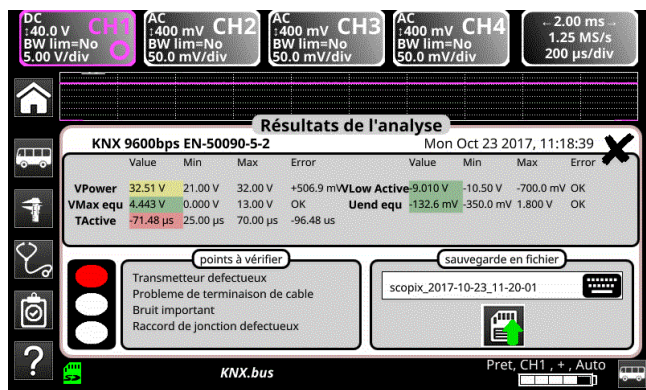 DC
↕40.0 V CH1
BW lim=No
5.00 V/div
AC
↕400 mV CH2
BW lim=No
50.0 mV/div
AC
↕400 mV CH3
BW lim=No
50.0 mV/div
AC
↕400 mV CH4
BW lim=No
50.0 mV/div
←2.00 ms→
1.25 MS/s
200 µs/div
Résultats de l'analyse
KNX 9600bps EN-50090-5-2 Mon Oct 23 2017, 11:18:39
Value Min Max Error Value Min Max Error
VPower 32.51 V 21.00 V 32.00 V +506.9 mV VLow Active -9.010 V -10.50 V -700.0 mV OK
VMax equ 4.443 V 0.000 V 13.00 V OK Uend equ -132.6 mV -350.0 mV 1.800 V OK
TActive -71.48 µs 25.00 µs 70.00 µs -96.48 us
points à vérifier
Transmetteur defectueux
Probleme de terminaison de cable
Bruit important
Raccord de jonction defectueux
sauvegarde en fichier
scopix_2017-10-23_11-20-01
?
KNX.bus
Pret, CH1 , + , Auto